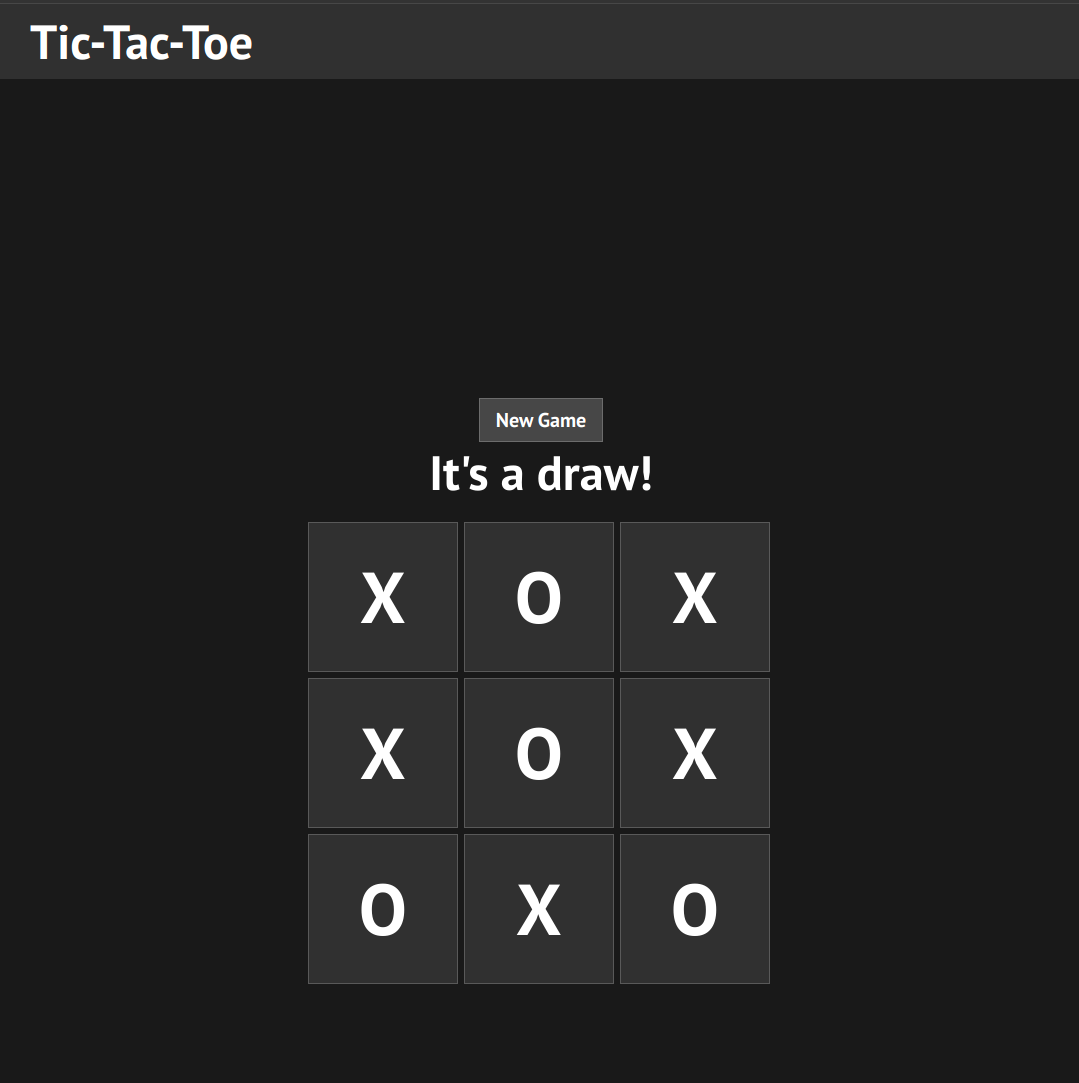 Tic-Tac-Toe
New Game
It's a draw!
X O X
X O X
O X O